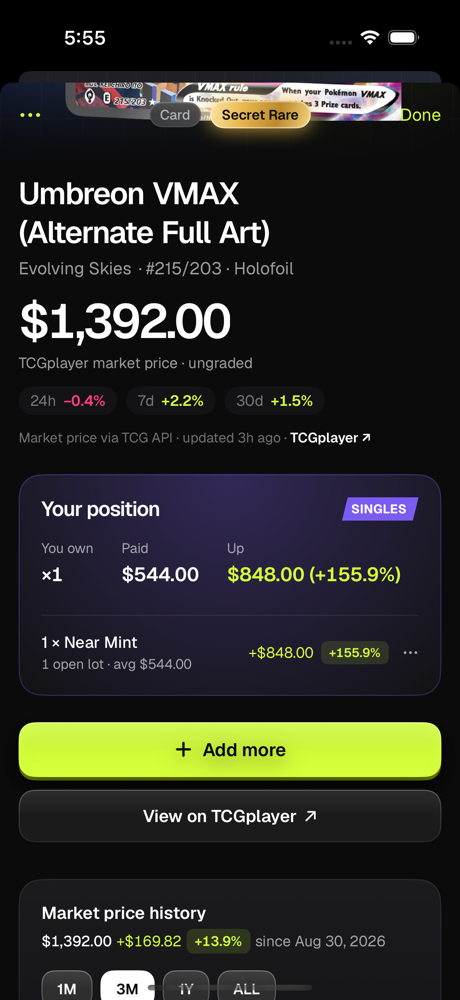 5:55
215/203
VMAX rule
When your Pokémon VMAX
is Knocked Out, your
takes 3 Prize cards.
Card
Secret Rare
Done
Umbreon VMAX
(Alternate Full Art)
Evolving Skies · #215/203 · Holofoil
$1,392.00
TCGplayer market price · ungraded
24h −0.4%
7d +2.2%
30d +1.5%
Market price via TCG API · updated 3h ago · TCGplayer ↗
Your position
SINGLES
You own
Paid
Up
×1
$544.00
$848.00 (+155.9%)
1 × Near Mint
+$848.00
+155.9%
1 open lot · avg $544.00
+ Add more
View on TCGplayer ↗
Market price history
$1,392.00 +$169.82 +13.9% since Aug 30, 2026
1M
3M
1Y
ALL